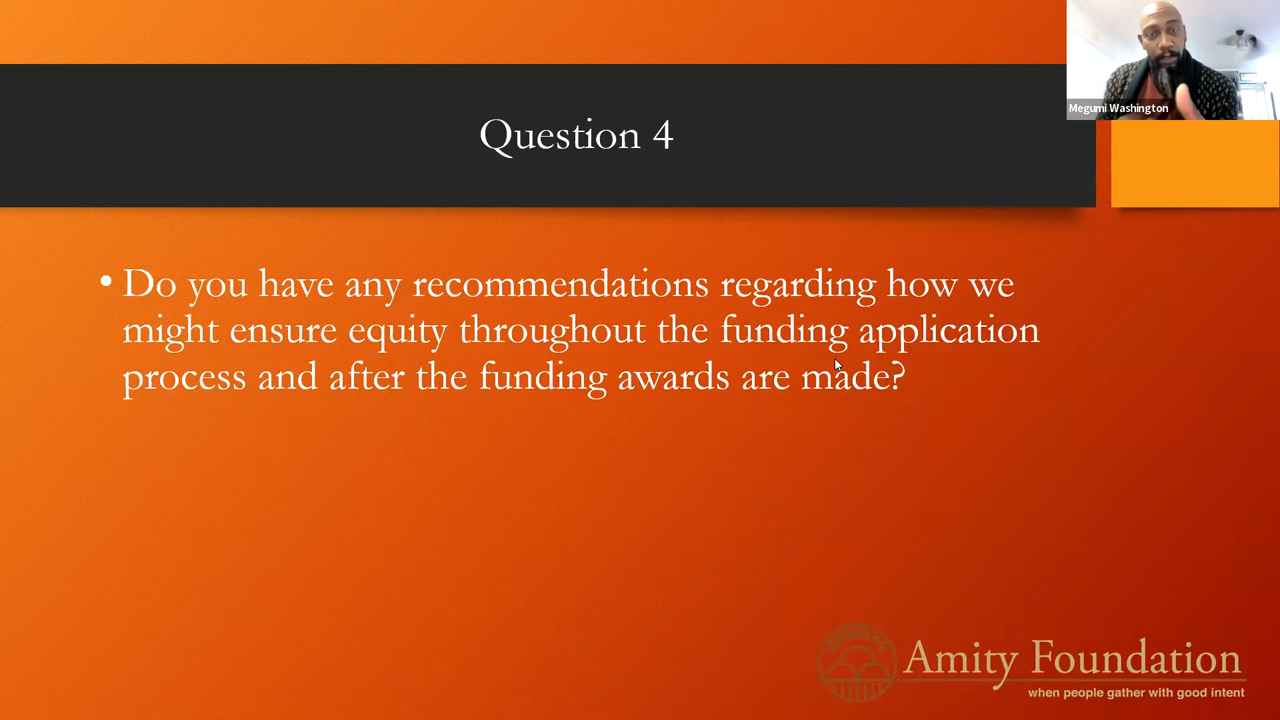 Megumi Washington
Question 4
• Do you have any recommendations regarding how we
might ensure equity throughout the funding application
process and after the funding awards are made?
Amity Foundation
when people gather with good intent